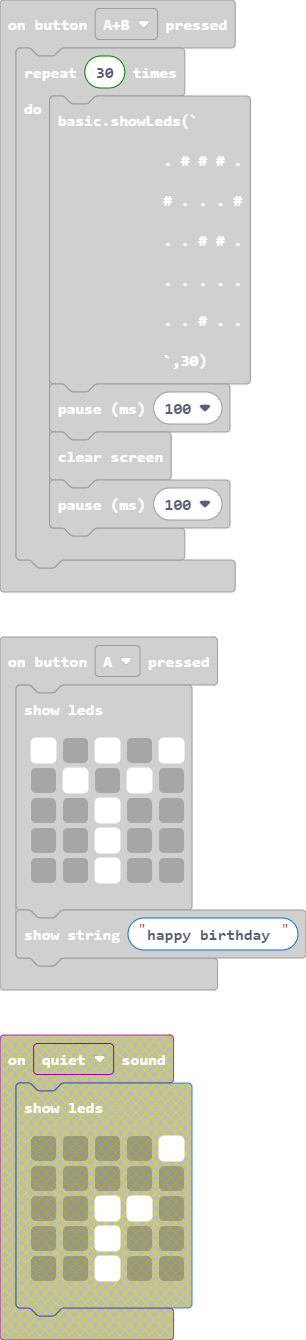 on button A+B pressed
repeat 30 times
do
basic.showLeds(`
. # # # .
# . . . #
. . # # .
. . . . .
. . # . .
`,30)
pause (ms) 100
clear screen
pause (ms) 100
on button A pressed
show leds
show string "happy birthday"
on quiet sound
show leds